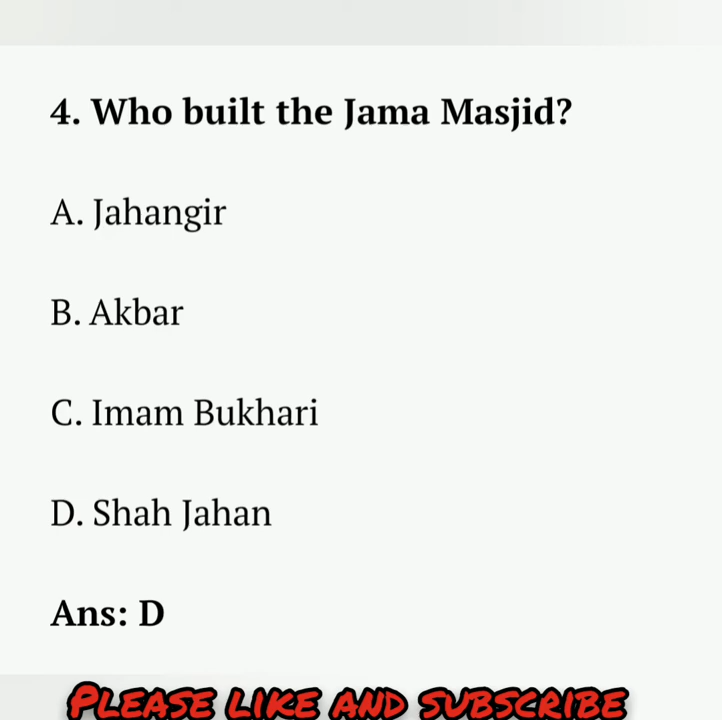 4. Who built the Jama Masjid?
A. Jahangir
B. Akbar
C. Imam Bukhari
D. Shah Jahan
Ans: D
PLEASE LIKE AND SUBSCRIBE